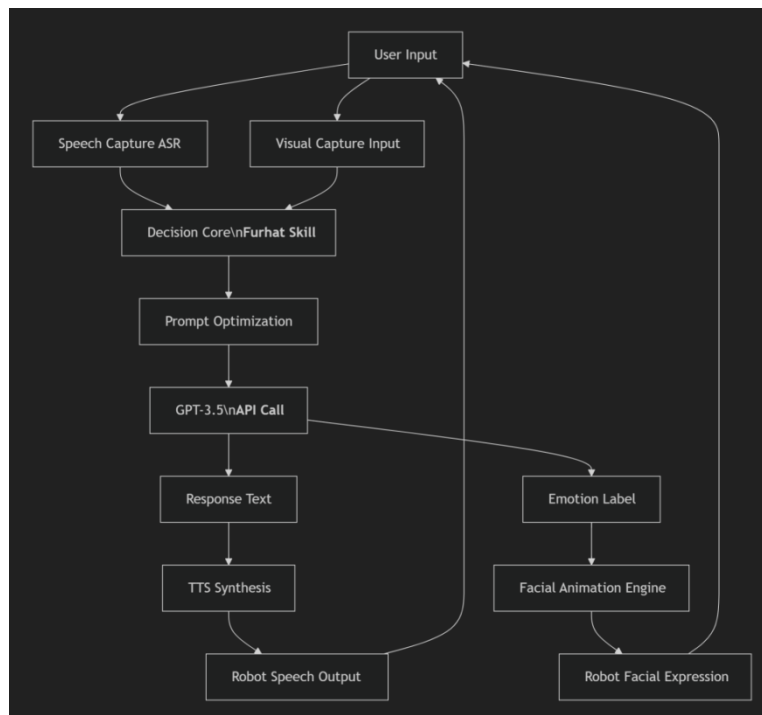 User Input
Speech Capture ASR
Visual Capture Input
Decision Core\nFurhat Skill
Prompt Optimization
GPT-3.5\nAPI Call
Response Text
Emotion Label
TTS Synthesis
Facial Animation Engine
Robot Speech Output
Robot Facial Expression